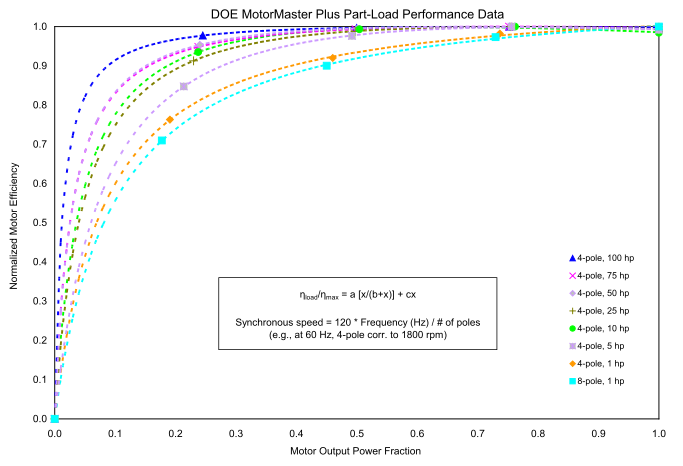 DOE MotorMaster Plus Part-Load Performance Data
1.0
0.9
0.8
0.7
0.6
0.5
0.4
0.3
0.2
0.1
0.0
Normalized Motor Efficiency
4-pole, 100 hp
4-pole, 75 hp
4-pole, 50 hp
4-pole, 25 hp
4-pole, 10 hp
4-pole, 5 hp
4-pole, 1 hp
8-pole, 1 hp
ηload/ηmax = a [x/(b+x)] + cx
Synchronous speed = 120 * Frequency (Hz) / # of poles
(e.g., at 60 Hz, 4-pole corr. to 1800 rpm)
0.0 0.1 0.2 0.3 0.4 0.5 0.6 0.7 0.8 0.9 1.0
Motor Output Power Fraction